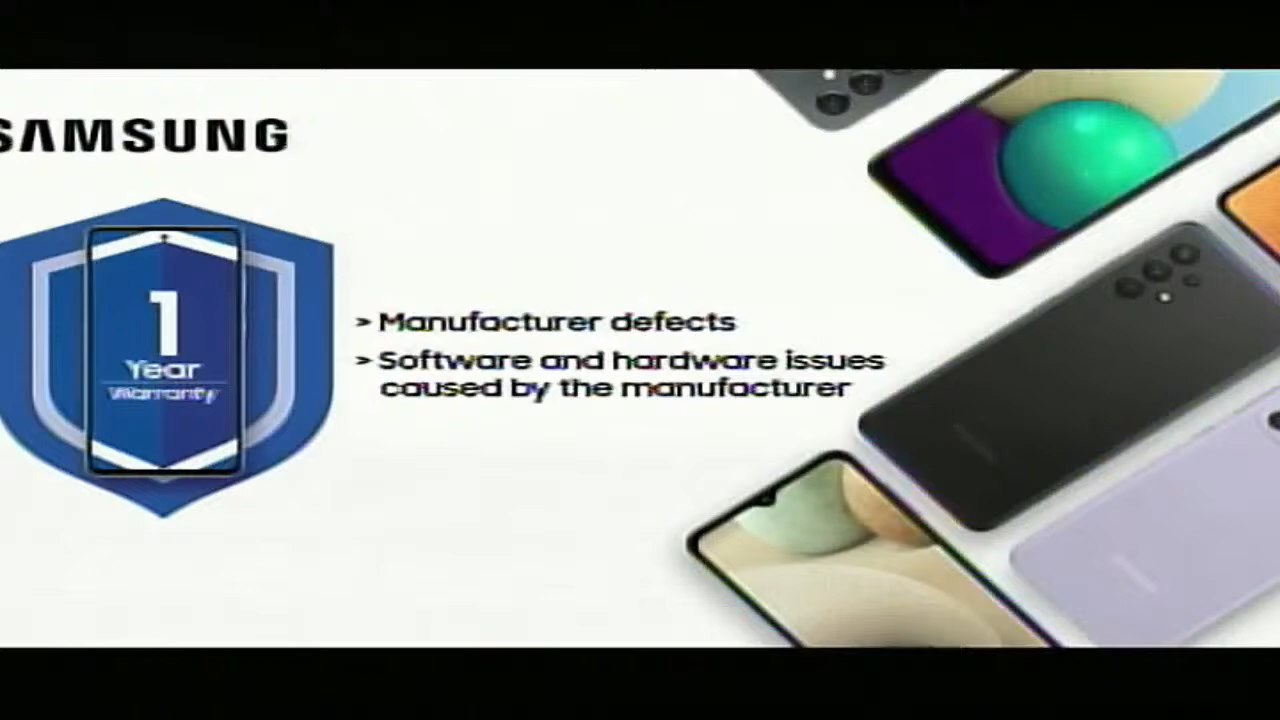 SAMSUNG
1
Year
Warranty
> Manufacturer defects
> Software and hardware issues
caused by the manufacturer